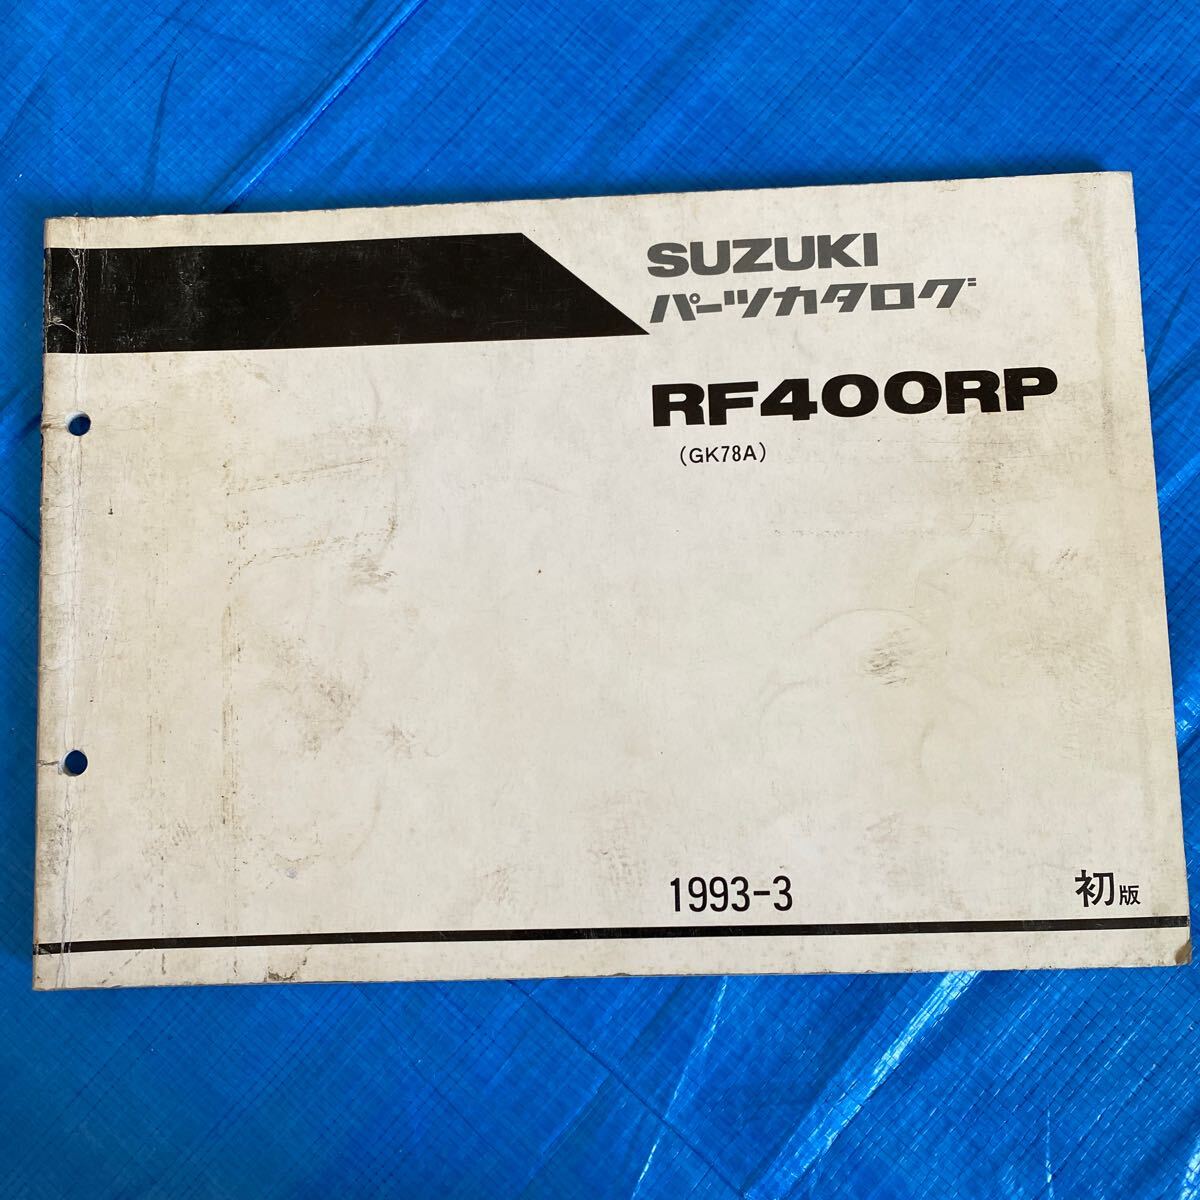 SUZUKI
パーツカタログ
RF400RP
(GK78A)
1993-3
初版